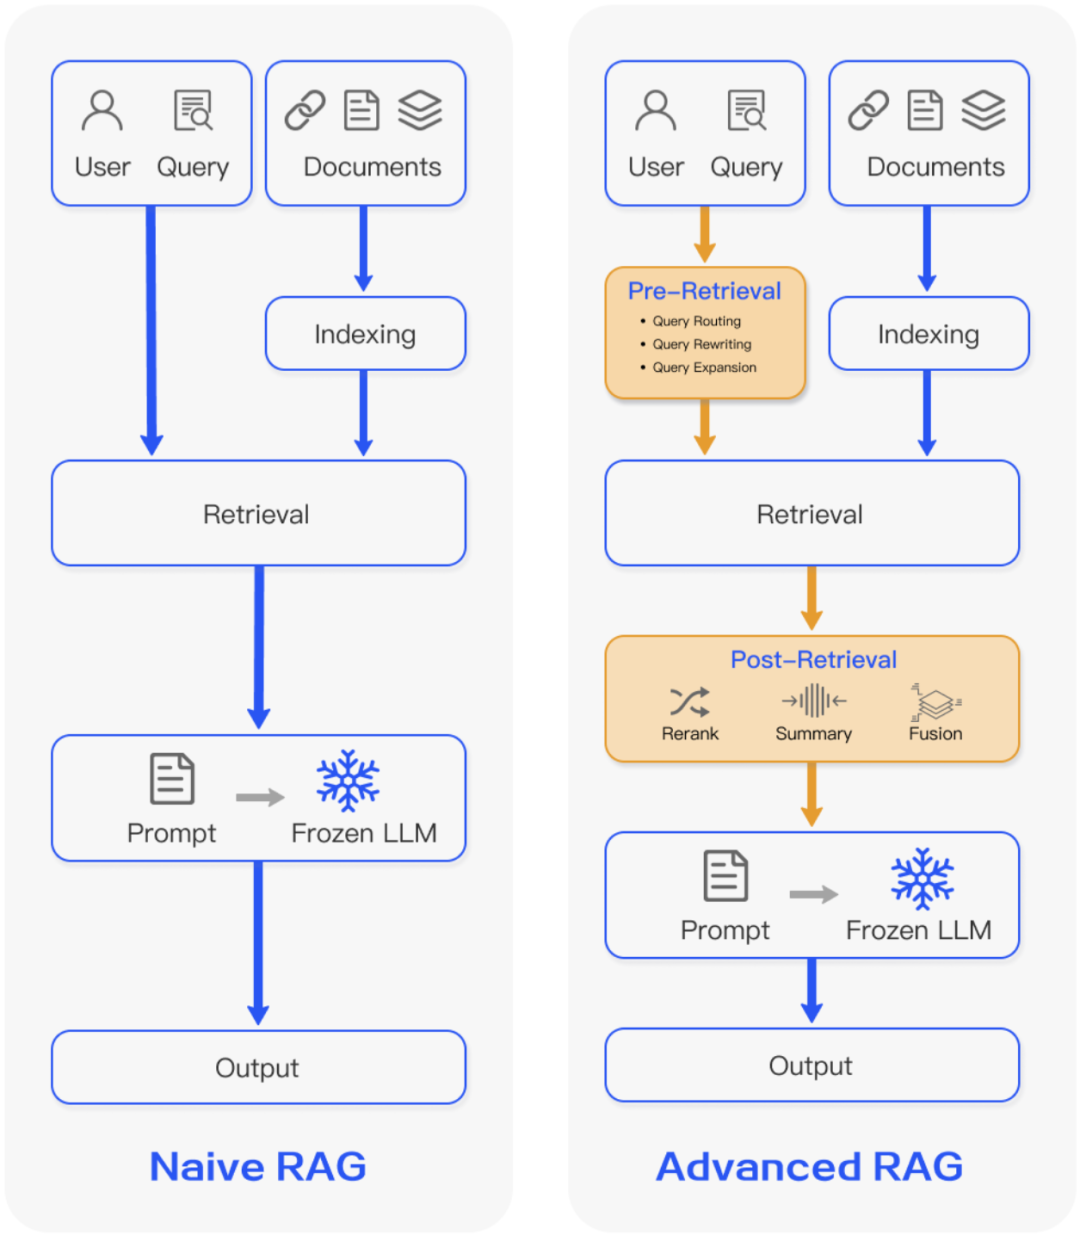 User Query
Documents
Indexing
Retrieval
Prompt
Frozen LLM
Output
Naive RAG
User Query
Documents
Pre-Retrieval
• Query Routing
• Query Rewriting
• Query Expansion
Indexing
Retrieval
Post-Retrieval
Rerank
Summary
Fusion
Prompt
Frozen LLM
Output
Advanced RAG